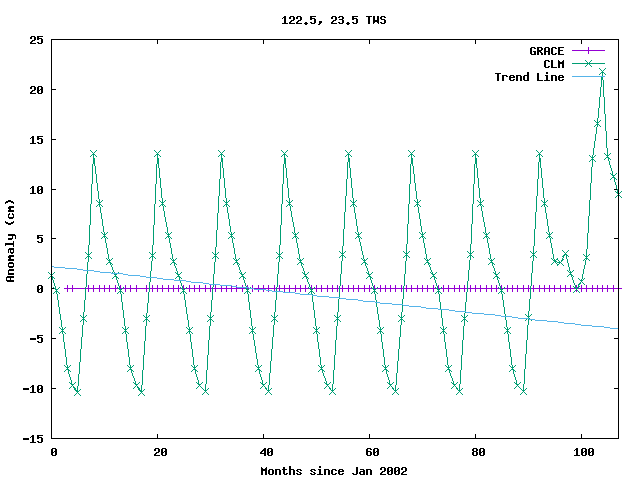 122.5, 23.5 TWS
25
GRACE
CLM
Trend Line
20
15
10
5
0
-5
-10
-15
Anomaly (cm)
0 20 40 60 80 100
Months since Jan 2002